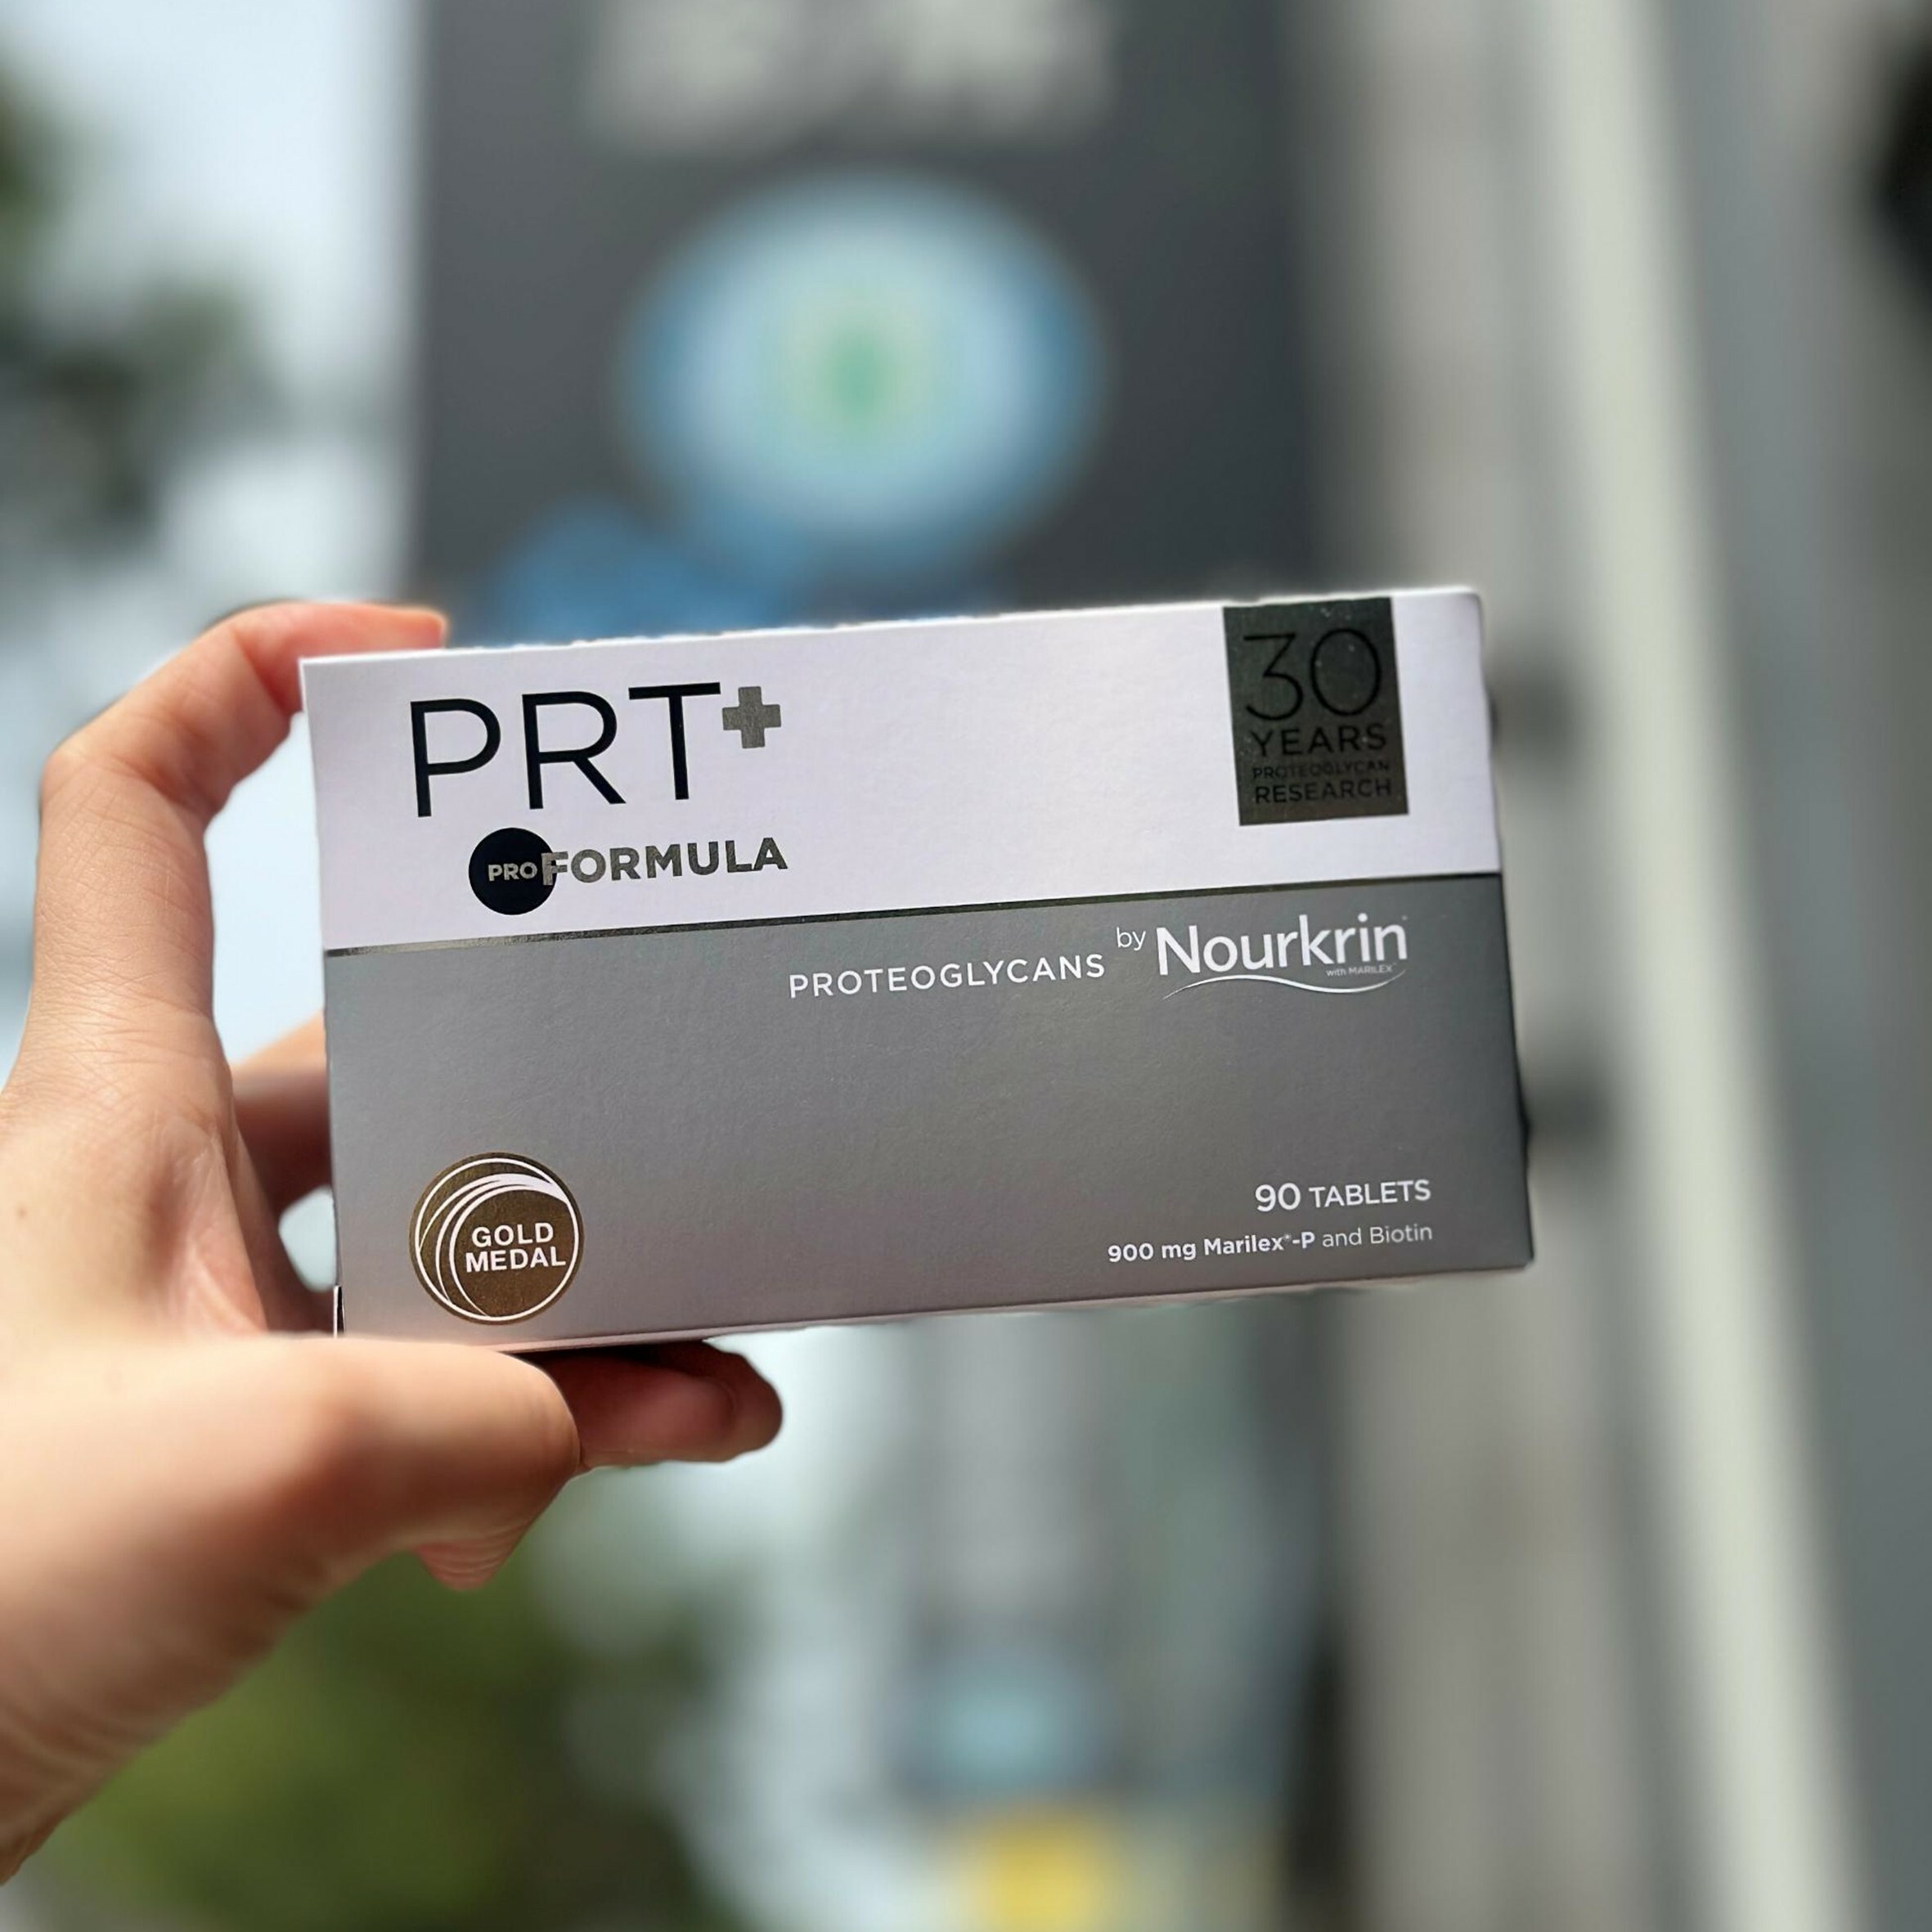 PRT+
PRO FORMULA
30
YEARS
PROTEOGLYCAN
RESEARCH
PROTEOGLYCANS by Nourkrin
with MARILEX
GOLD
MEDAL
90 TABLETS
900 mg Marilex®-P and Biotin